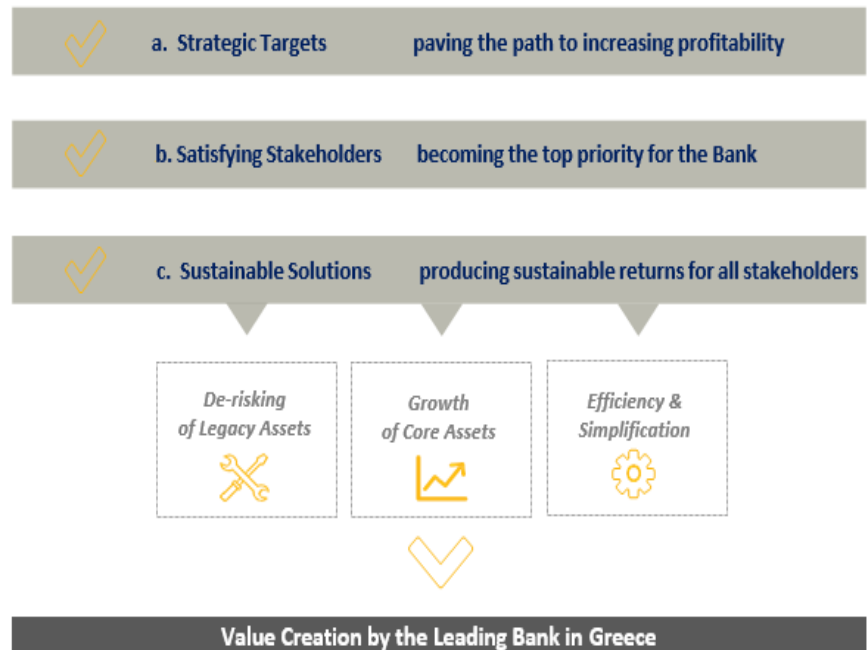 a. Strategic Targets paving the path to increasing profitability
b. Satisfying Stakeholders becoming the top priority for the Bank
c. Sustainable Solutions producing sustainable returns for all stakeholders
De-risking
of Legacy Assets
Growth
of Core Assets
Efficiency &
Simplification
Value Creation by the Leading Bank in Greece